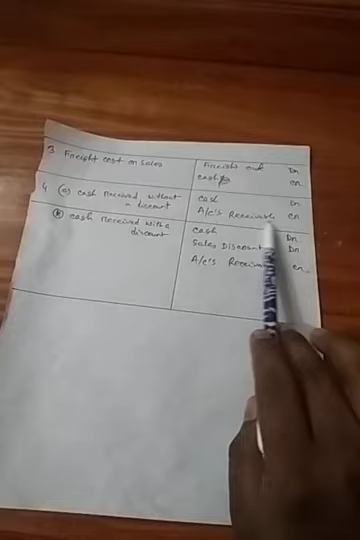 3 Freight cost on sales
Freight out Dr.
cash Cr.
4 (a) cash Received without
a discount
cash Dr.
A/c's Receivable Cr.
(b) cash Received with a
discount
cash Dr.
Sales Discount Dr.
A/c's Receivable Cr.